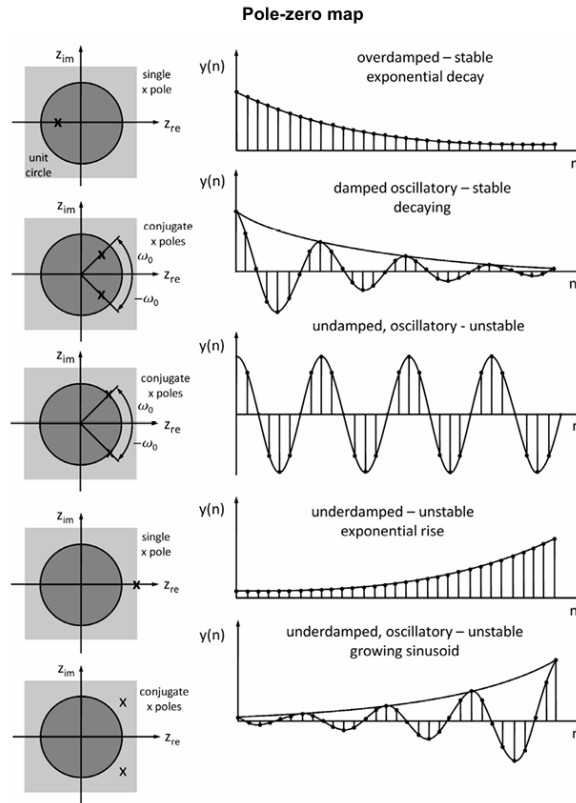 Pole-zero map
z_im
single
x pole
z_re
unit
circle
x
y(n)
overdamped – stable
exponential decay
n
z_im
conjugate
x poles
ω₀
z_re
-ω₀
x
x
y(n)
damped oscillatory – stable
decaying
n
z_im
conjugate
x poles
ω₀
z_re
-ω₀
x
x
y(n)
undamped, oscillatory - unstable
z_im
single
x pole
z_re
x
y(n)
underdamped – unstable
exponential rise
z_im
conjugate
x poles
z_re
x
x
y(n)
underdamped, oscillatory – unstable
growing sinusoid